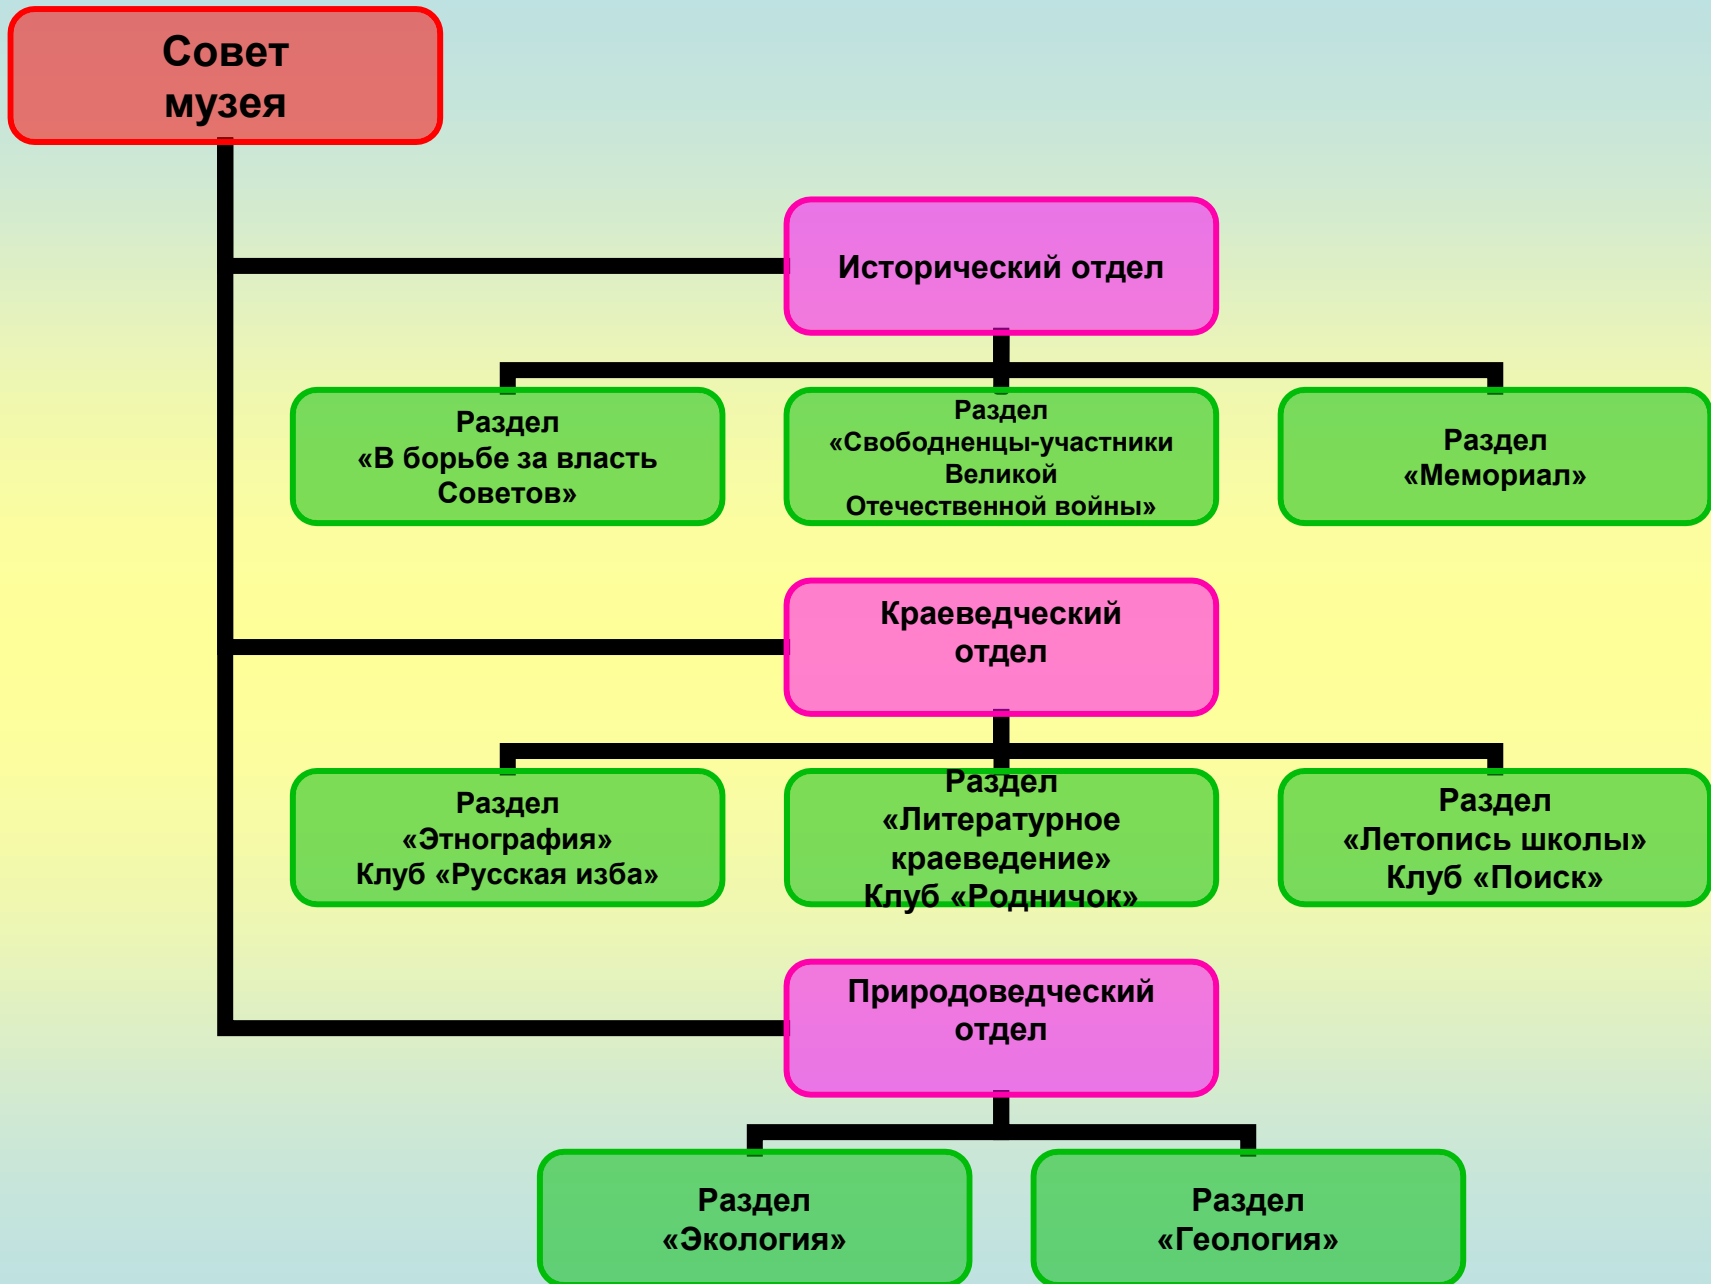 Совет
музея
Исторический отдел
Раздел
«В борьбе за власть
Советов»
Раздел
«Свободненцы-участники
Великой
Отечественной войны»
Раздел
«Мемориал»
Краеведческий
отдел
Раздел
«Этнография»
Клуб «Русская изба»
Раздел
«Литературное
краеведение»
Клуб «Родничок»
Раздел
«Летопись школы»
Клуб «Поиск»
Природоведческий
отдел
Раздел
«Экология»
Раздел
«Геология»